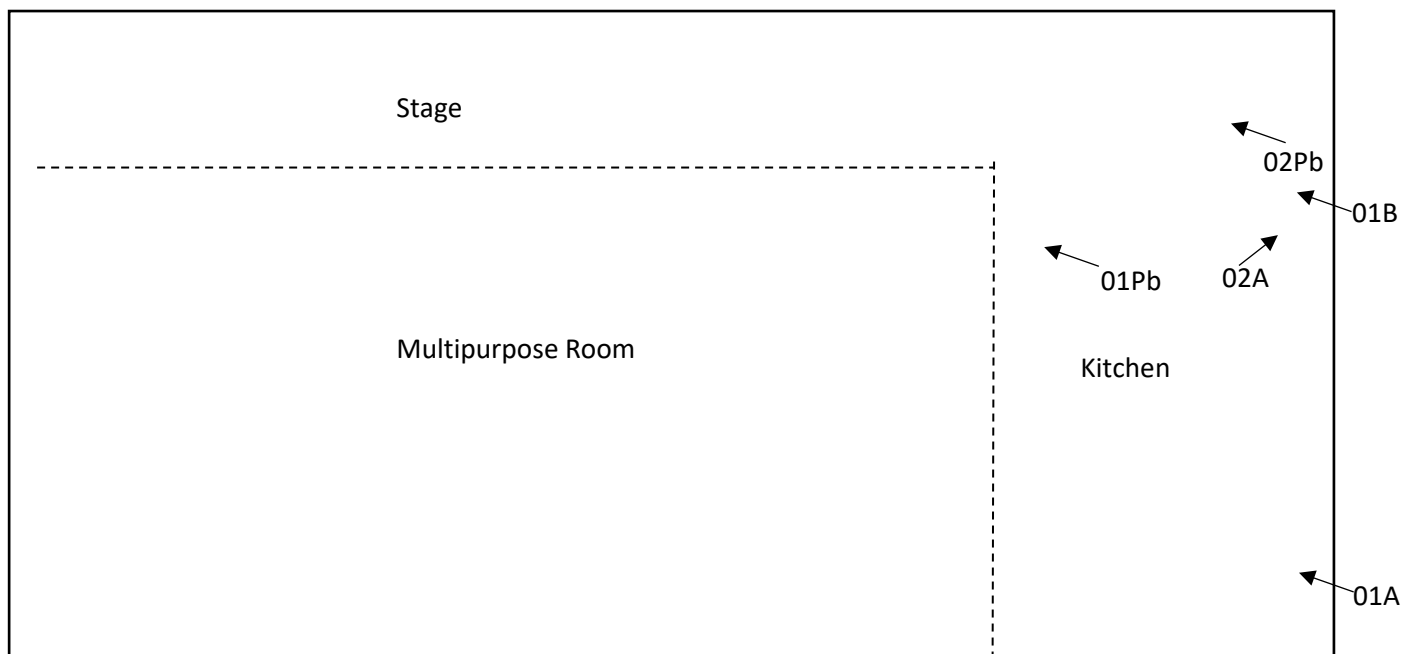 Stage
02Pb
01B
01Pb
02A
Multipurpose Room
Kitchen
01A